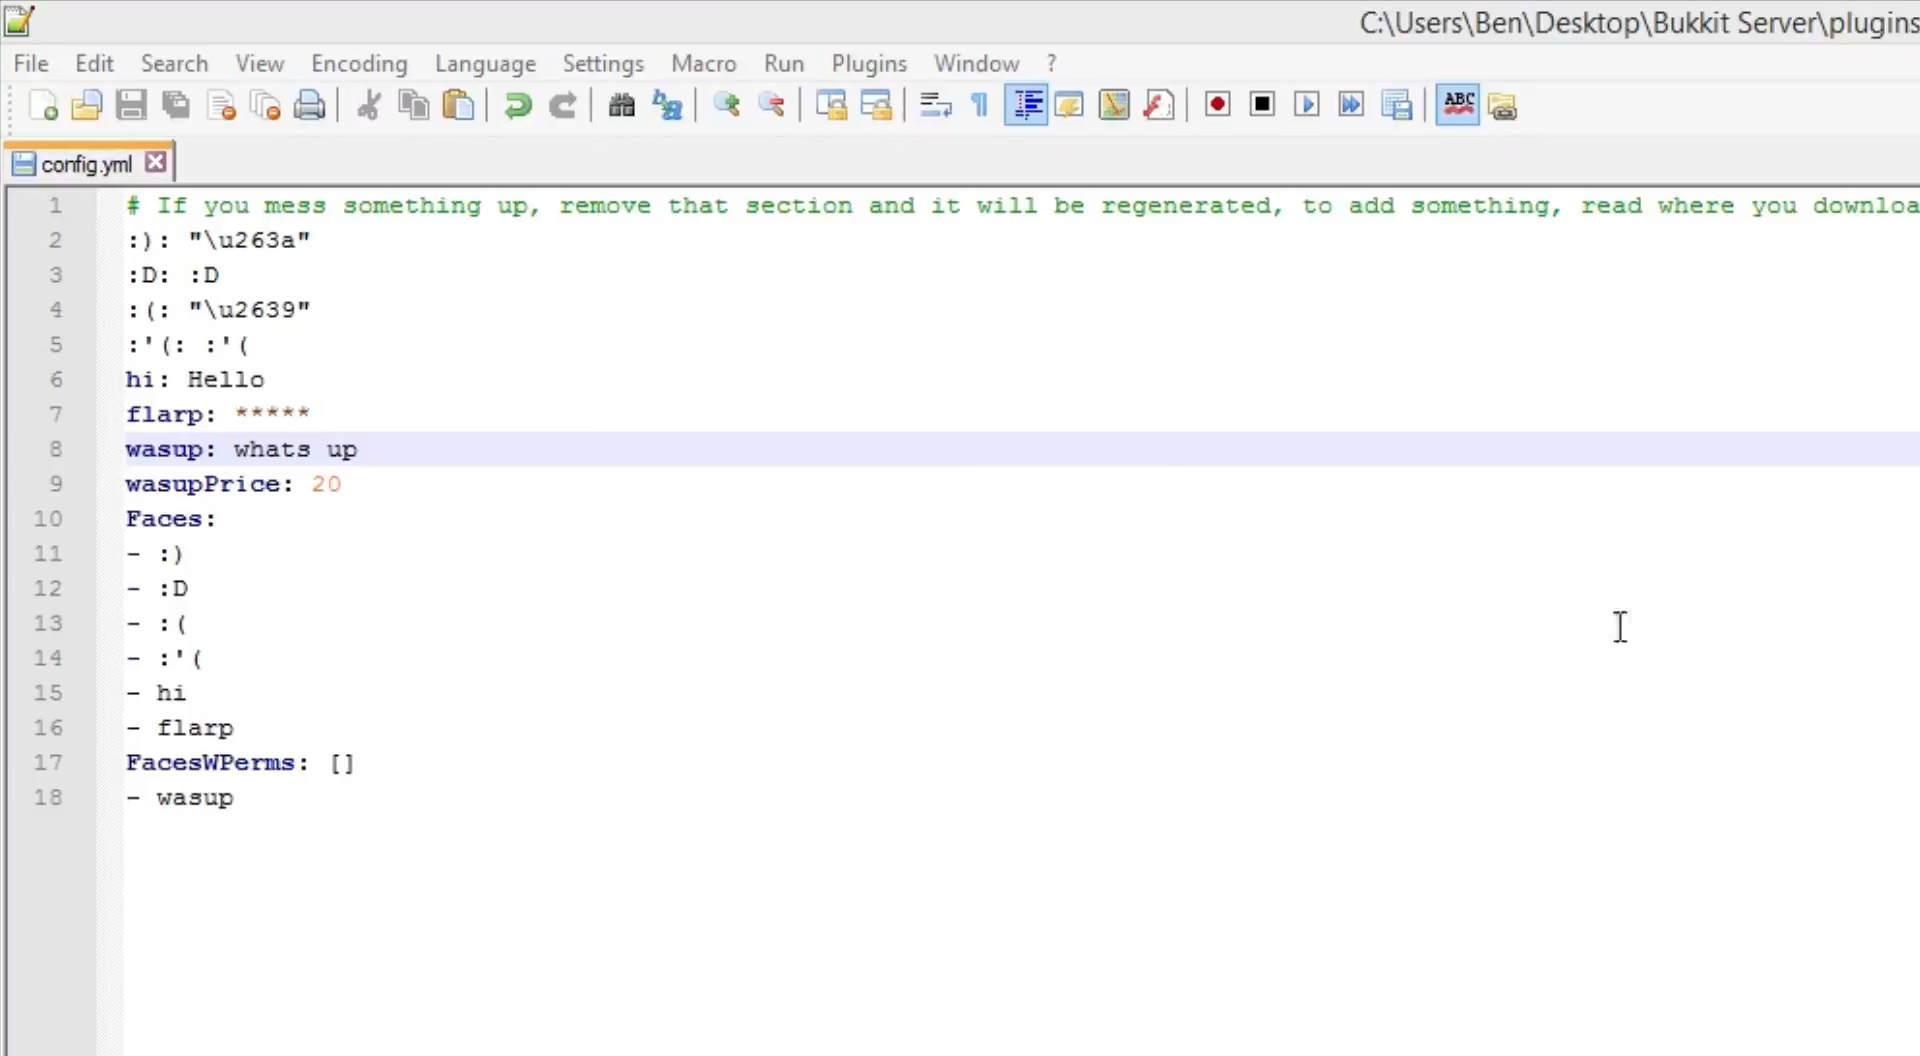 C:\Users\Ben\Desktop\Bukkit Server\plugins
File Edit Search View Encoding Language Settings Macro Run Plugins Window ?
ABC
config.yml
1 # If you mess something up, remove that section and it will be regenerated, to add something, read where you downloa
2 :): "\u263a"
3 :D: :D
4 :(: "\u2639"
5 :'(: :'(
6 hi: Hello
7 flarp: *****
8 wasup: whats up
9 wasupPrice: 20
10 Faces:
11 - :)
12 - :D
13 - :(
14 - :'(
15 - hi
16 - flarp
17 FacesWPerms: []
18 - wasup